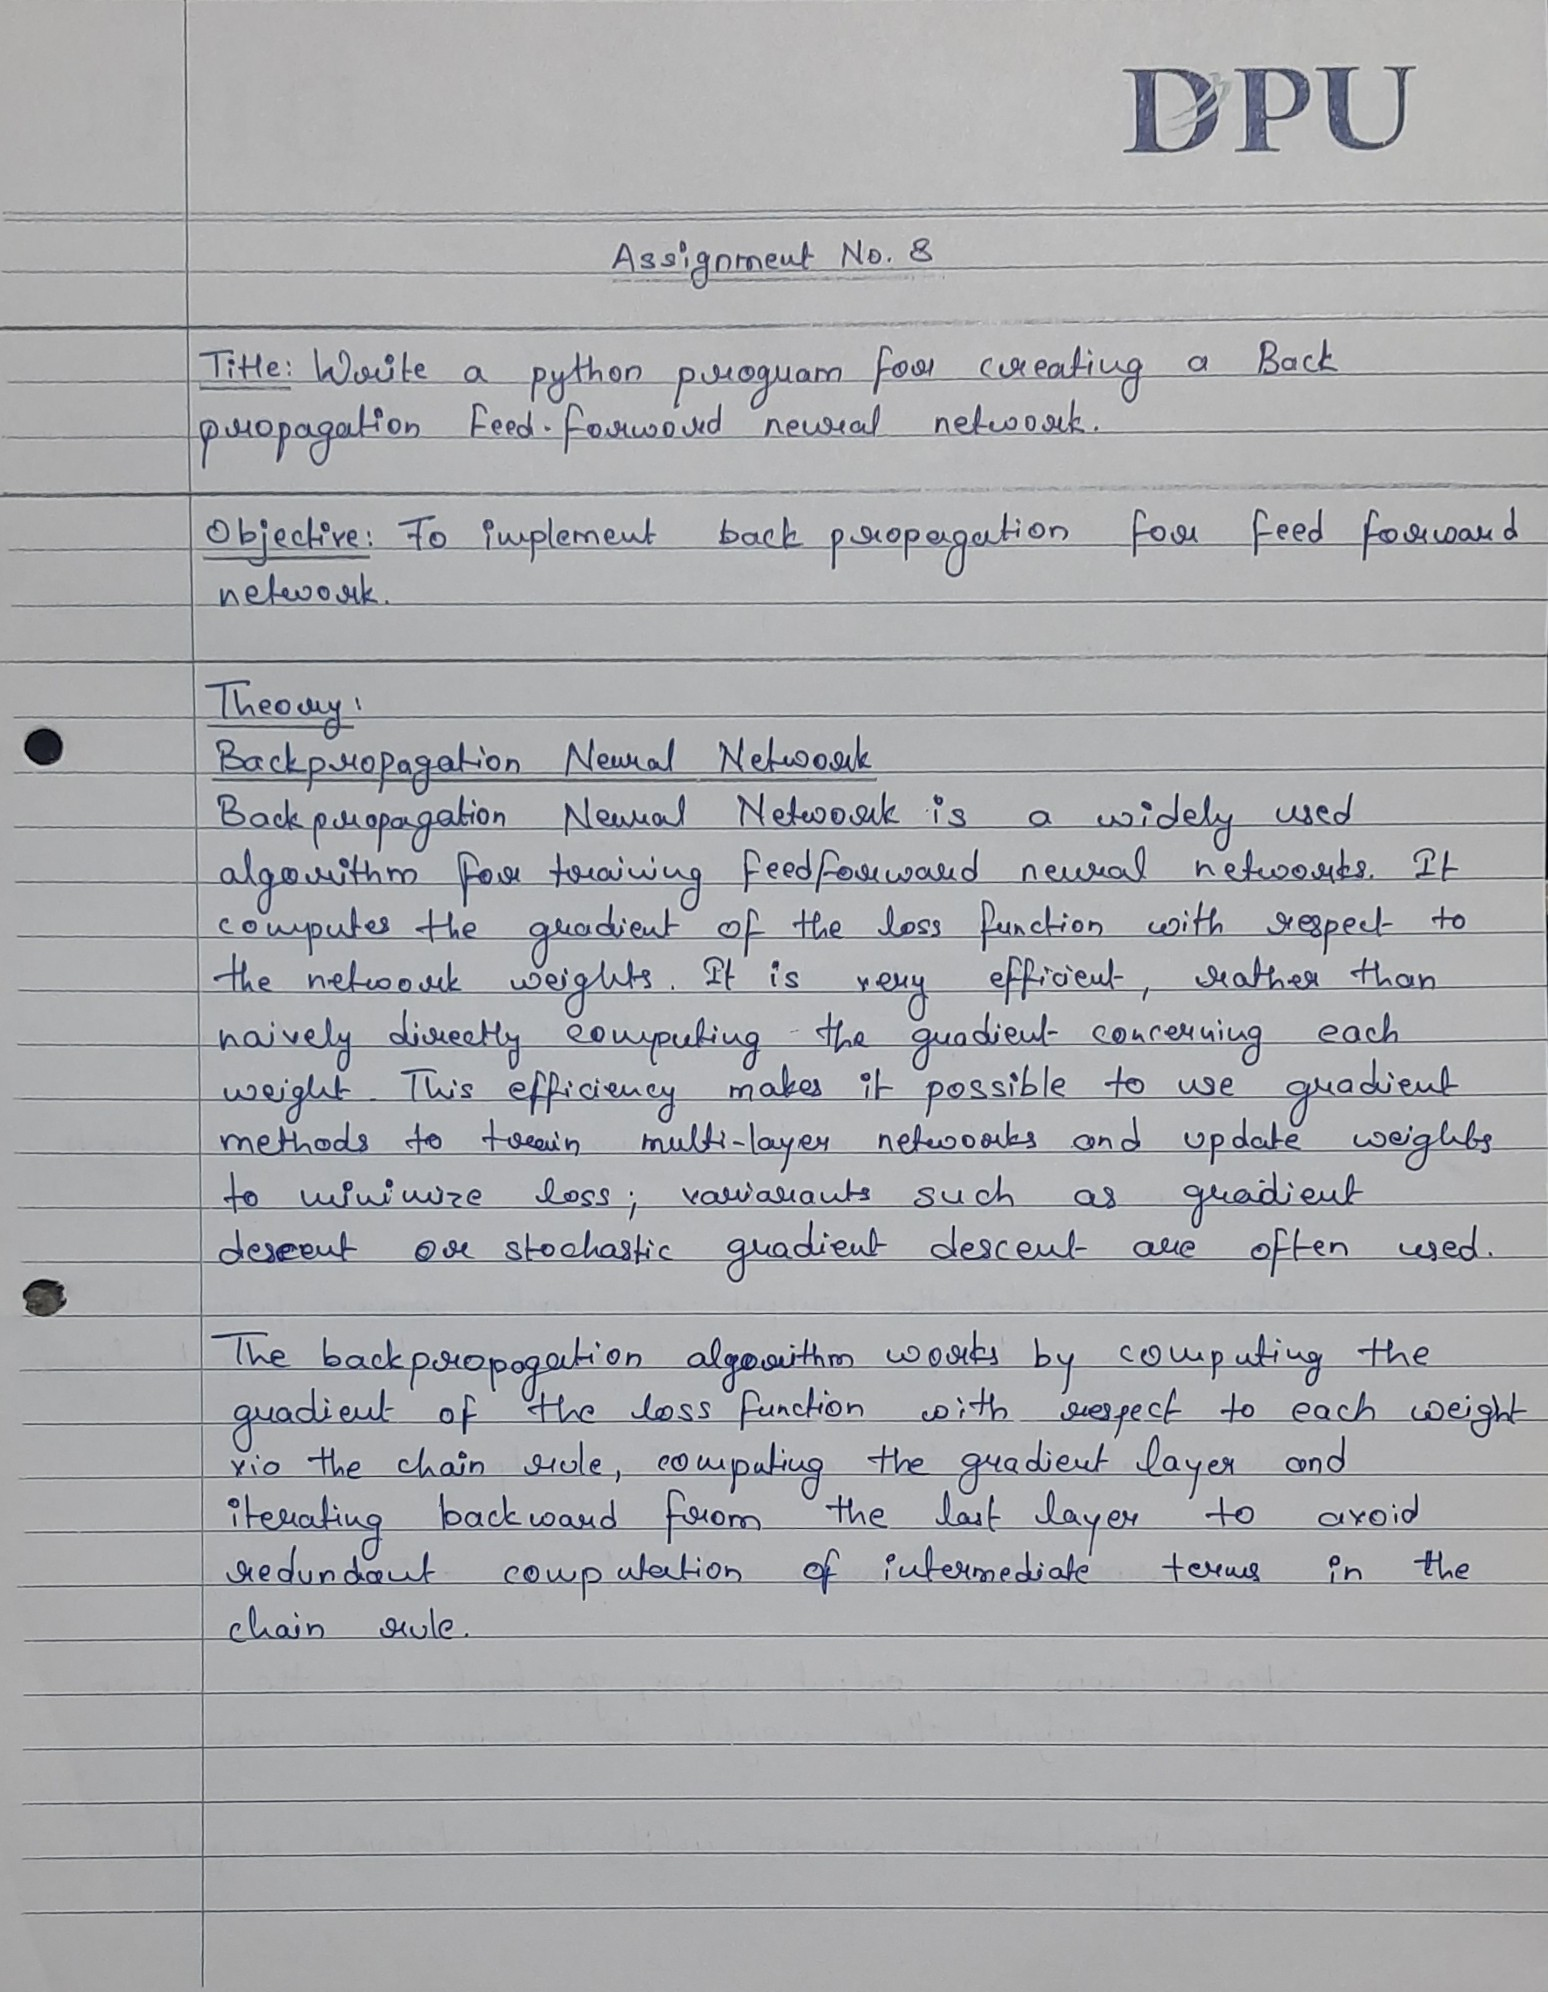 DPU
Assignment No. 8
Title: Write a python program for creating a Back
propagation Feed-forward neural network.
Objective: To implement back propagation for feed forward
network.
Theory:
Backpropagation Neural Network
Backpropagation Neural Network is a widely used
algorithm for training feedforward neural networks. It
computes the gradient of the loss function with respect to
the network weights. It is very efficient, rather than
naively directly computing the gradient concerning each
weight. This efficiency makes it possible to use gradient
methods to train multi-layer networks and update weights
to minimize loss; variariants such as gradient
descent or stochastic gradient descent are often used.
The backpropogation algorithm works by computing the
gradient of the loss function with respect to each weight
via the chain rule, computing the gradient layer and
iterating backward from the last layer to avoid
redundant computation of intermediate terms in the
chain rule.